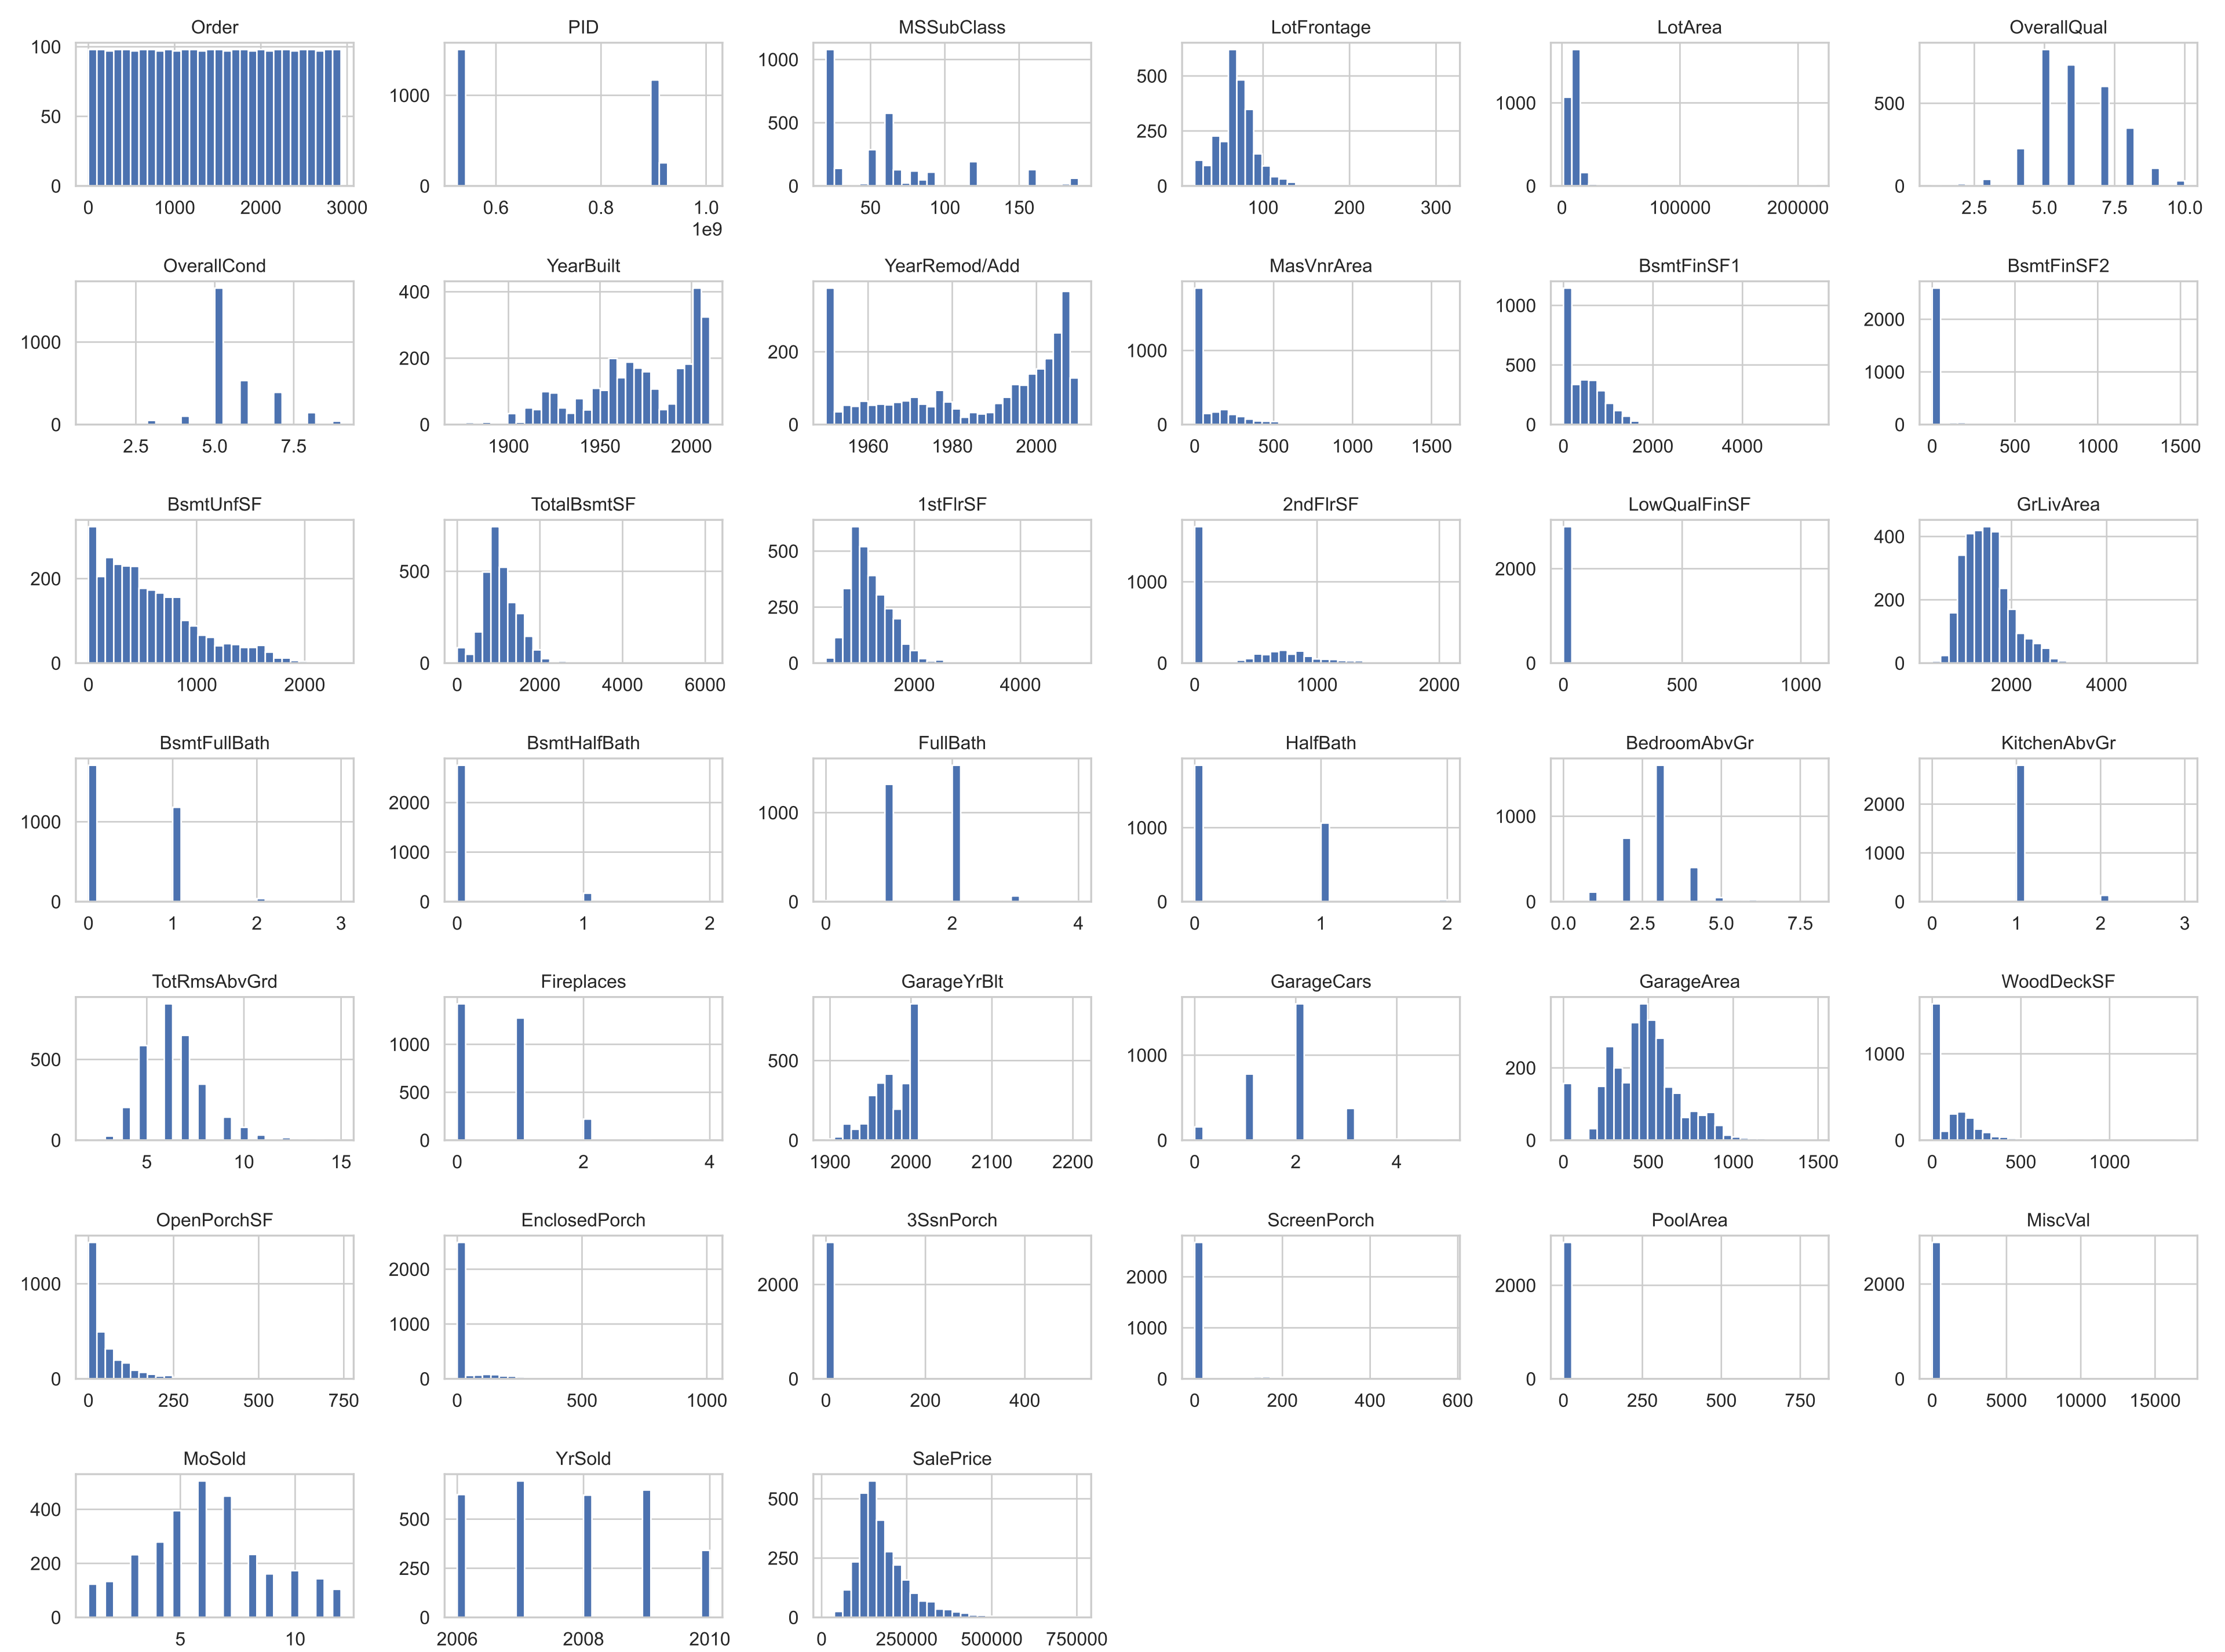 Order PID MSSubClass LotFrontage LotArea OverallQual
100 50 0 1000 0 1000 500 0 500 250 0 1000 0 500 0
0 1000 2000 3000 0.6 0.8 1.0 50 100 150 100 200 300 0 100000 200000 2.5 5.0 7.5 10.0
1e9
OverallCond YearBuilt YearRemod/Add MasVnrArea BsmtFinSF1 BsmtFinSF2
1000 0 400 200 0 200 0 1000 0 1000 500 0 2000 1000 0
2.5 5.0 7.5 1900 1950 2000 1960 1980 2000 0 500 1000 1500 0 2000 4000 0 500 1000 1500
BsmtUnfSF TotalBsmtSF 1stFlrSF 2ndFlrSF LowQualFinSF GrLivArea
200 0 500 0 500 250 0 1000 0 2000 0 400 200 0
0 1000 2000 0 2000 4000 6000 2000 4000 0 1000 2000 0 500 1000 2000 4000
BsmtFullBath BsmtHalfBath FullBath HalfBath BedroomAbvGr KitchenAbvGr
1000 0 2000 1000 0 1000 0 1000 0 1000 0 2000 1000 0
0 1 2 3 0 1 2 0 2 4 0 1 2 0.0 2.5 5.0 7.5 0 1 2 3
TotRmsAbvGrd Fireplaces GarageYrBlt GarageCars GarageArea WoodDeckSF
500 0 1000 500 0 500 0 1000 0 200 0 1000 0
5 10 15 0 2 4 1900 2000 2100 2200 0 2 4 0 500 1000 1500 0 500 1000
OpenPorchSF EnclosedPorch 3SsnPorch ScreenPorch PoolArea MiscVal
1000 0 2000 1000 0 2000 0 2000 1000 0 2000 0 2000 0
0 250 500 750 0 500 1000 0 200 400 0 200 400 600 0 250 500 750 0 5000 10000 15000
MoSold YrSold SalePrice
400 200 0 500 250 0 500 250 0
5 10 2006 2008 2010 0 250000 500000 750000